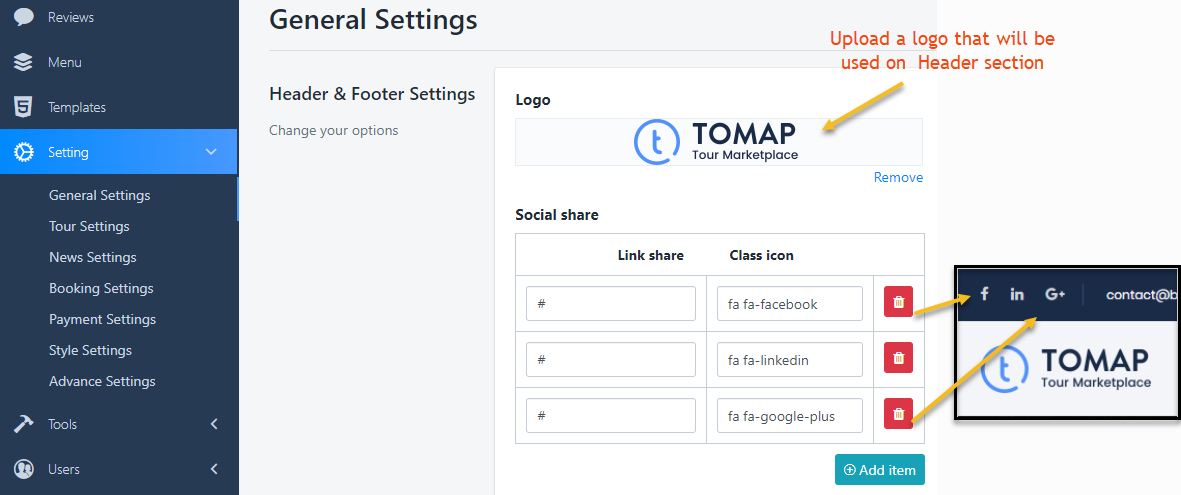 Reviews
Menu
Templates
Setting
General Settings
Tour Settings
News Settings
Booking Settings
Payment Settings
Style Settings
Advance Settings
Tools
Users
General Settings
Header & Footer Settings
Change your options
Upload a logo that will be
used on Header section
Logo
t TOMAP
Tour Marketplace
Remove
Social share
Link share Class icon
# fa fa-facebook
# fa fa-linkedin
# fa fa-google-plus
Add item
f in G+ contact@b
t TOMAP
Tour Marketplace